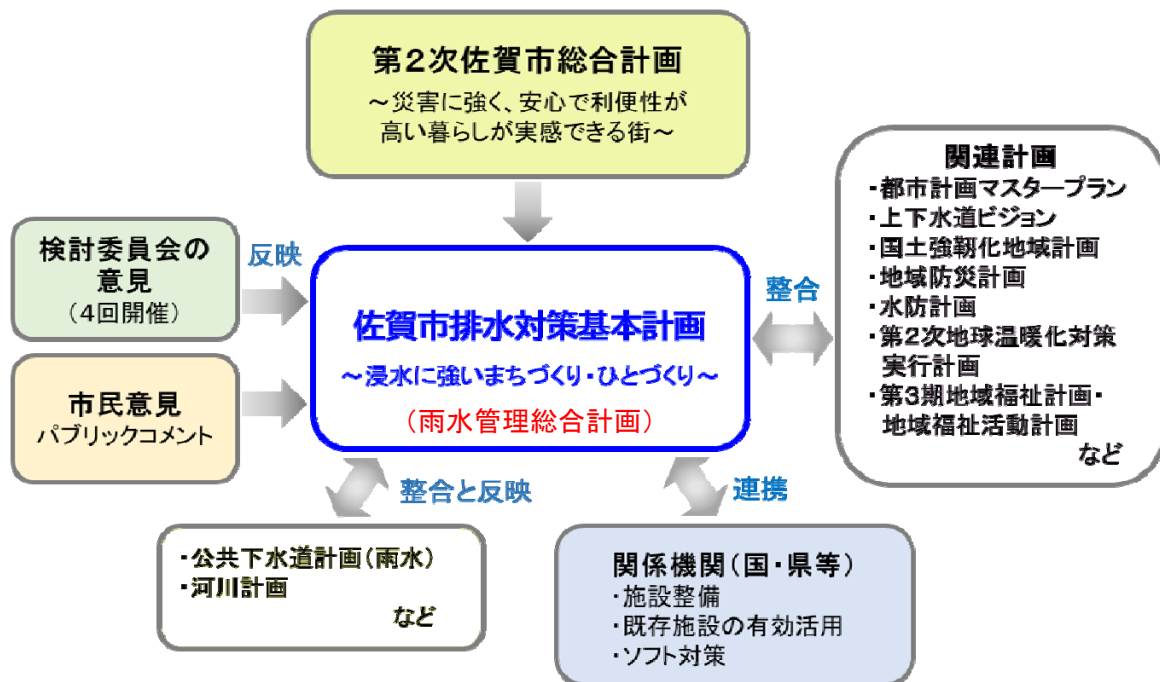 第2次佐賀市総合計画
~災害に強く、安心で利便性が
高い暮らしが実感できる街~
検討委員会の
意見
(4回開催)
反映
市民意見
パブリックコメント
佐賀市排水対策基本計画
~浸水に強いまちづくり・ひとづくり~
(雨水管理総合計画)
整合
関連計画
・都市計画マスタープラン
・上下水道ビジョン
・国土強靭化地域計画
・地域防災計画
・水防計画
・第2次地球温暖化対策
実行計画
・第3期地域福祉計画・
地域福祉活動計画
など
整合と反映
連携
・公共下水道計画(雨水)
・河川計画
など
関係機関(国・県等)
・施設整備
・既存施設の有効活用
・ソフト対策